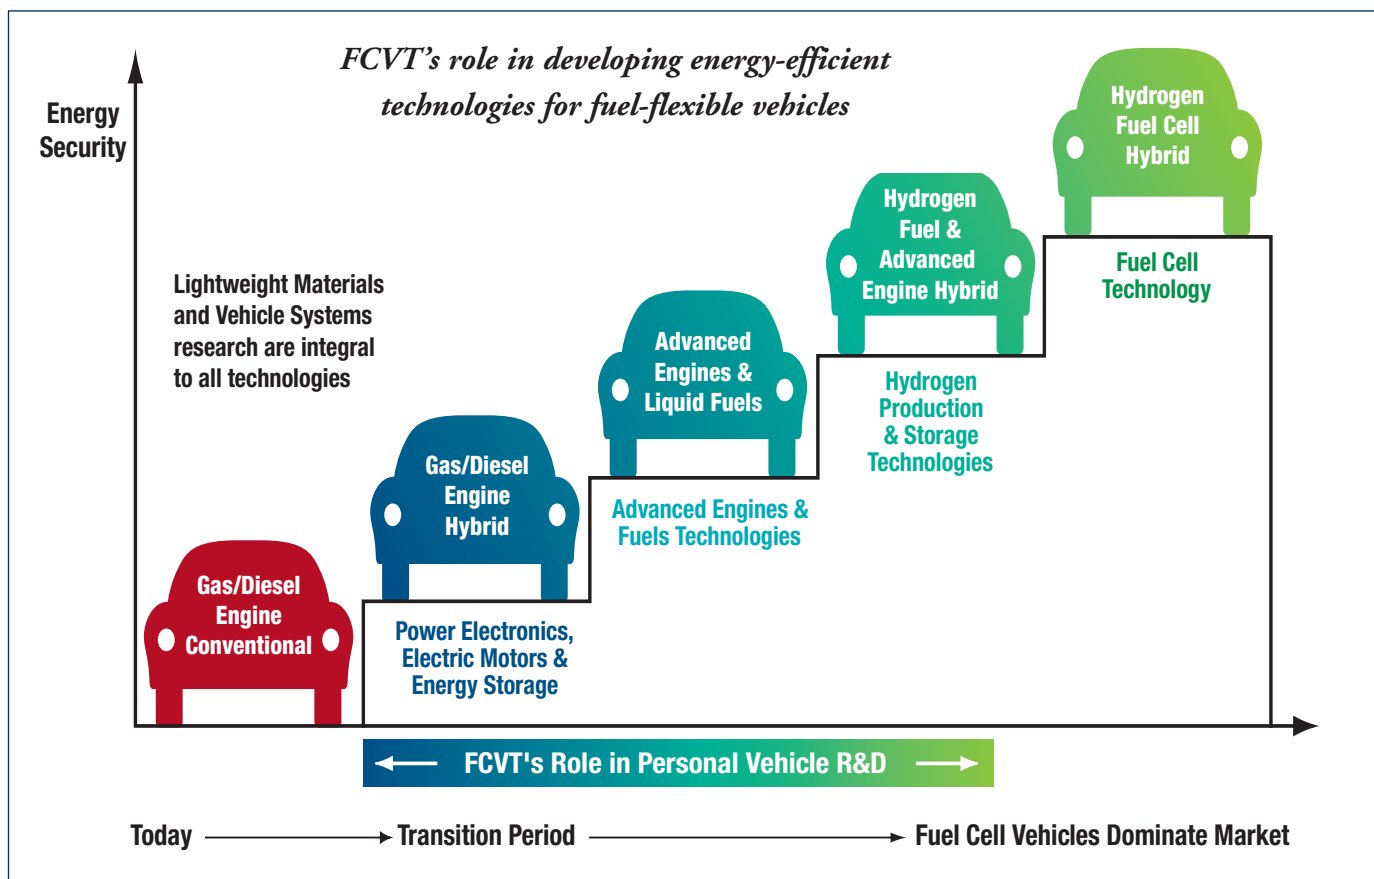 FCVT's role in developing energy-efficient
technologies for fuel-flexible vehicles
Energy
Security
Hydrogen
Fuel Cell
Hybrid
Hydrogen
Fuel &
Advanced
Engine Hybrid
Fuel Cell
Technology
Lightweight Materials
and Vehicle Systems
research are integral
to all technologies
Advanced
Engines &
Liquid Fuels
Hydrogen
Production
& Storage
Technologies
Gas/Diesel
Engine
Hybrid
Advanced Engines &
Fuels Technologies
Gas/Diesel
Engine
Conventional
Power Electronics,
Electric Motors &
Energy Storage
FCVT's Role in Personal Vehicle R&D
Today
Transition Period
Fuel Cell Vehicles Dominate Market